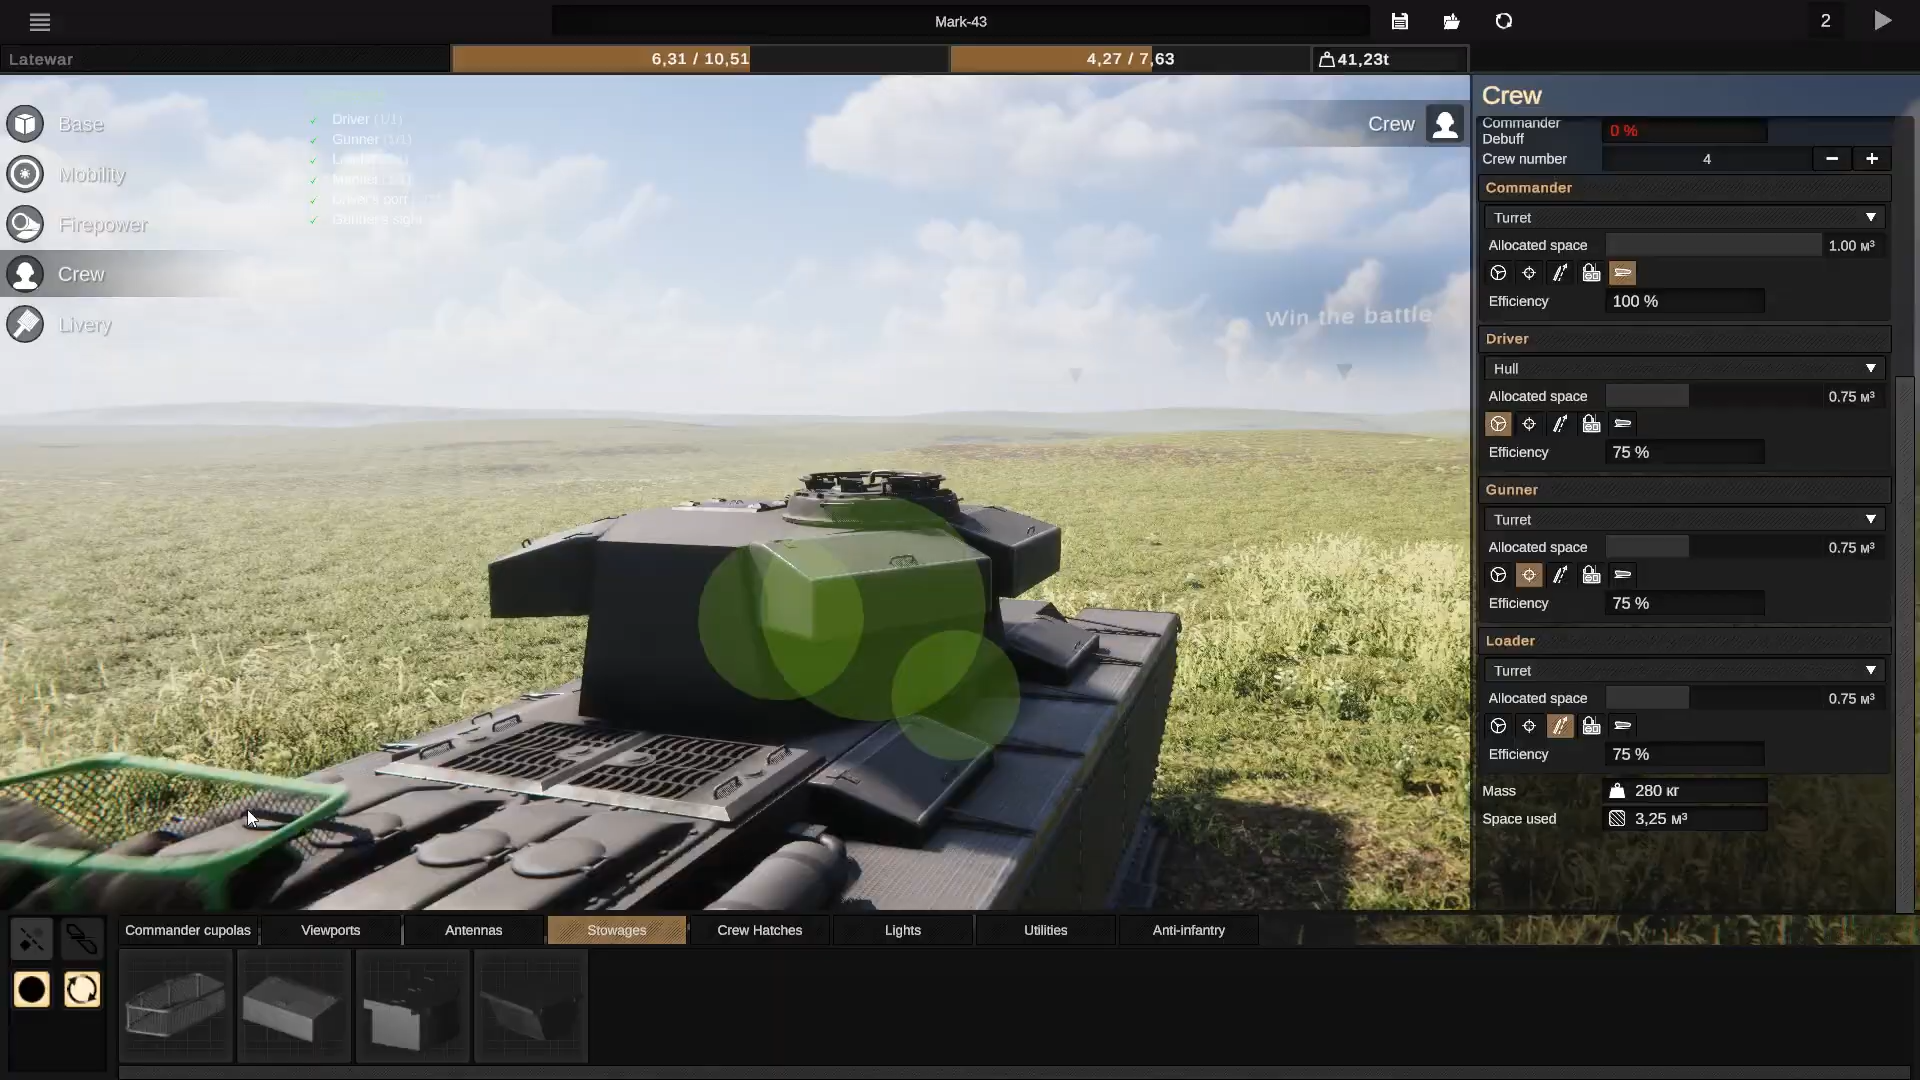 Mark-43
2
Latewar
6,31 / 10,51
4,27 / 7,63
41,23t
Base
Mobility
Firepower
Crew
Livery
Driver (1/1)
Gunner (1/1)
Driver's port
Gunner's sight
Crew
Win the battle
Crew
Commander Debuff
0 %
Crew number
4
Commander
Turret
Allocated space
1.00 м³
Efficiency
100 %
Driver
Hull
Allocated space
0.75 м³
Efficiency
75 %
Gunner
Turret
Allocated space
0.75 м³
Efficiency
75 %
Loader
Turret
Allocated space
0.75 м³
Efficiency
75 %
Mass
280 кг
Space used
3,25 м³
Commander cupolas
Viewports
Antennas
Stowages
Crew Hatches
Lights
Utilities
Anti-infantry